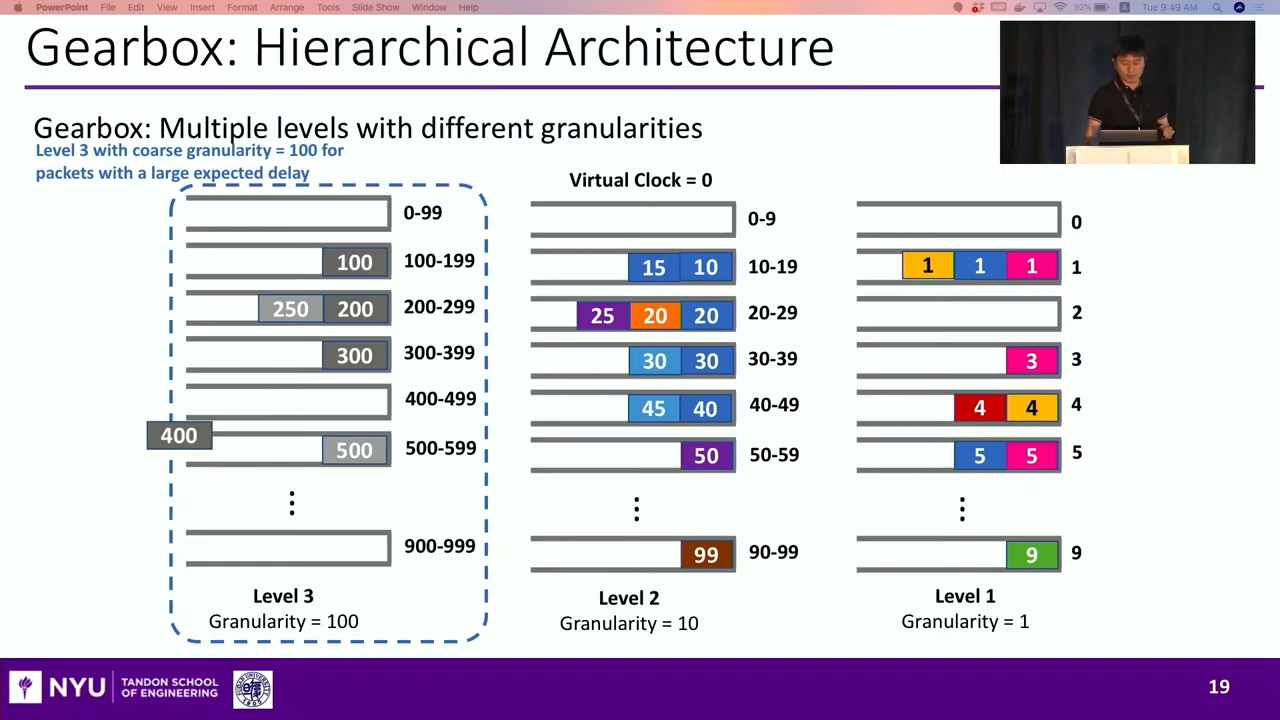 PowerPoint File Edit View Insert Format Arrange Tools Slide Show Window Help 92% Tue 9:49 AM
Gearbox: Hierarchical Architecture
Gearbox: Multiple levels with different granularities
Level 3 with coarse granularity = 100 for
packets with a large expected delay
Virtual Clock = 0
0-99
100 100-199
250 200 200-299
300 300-399
400-499
400
500 500-599
900-999
Level 3
Granularity = 100
0-9
15 10 10-19
25 20 20 20-29
30 30 30-39
45 40 40-49
50 50-59
99 90-99
Level 2
Granularity = 10
0
1 1 1 1
2
3 3
4 4 4
5 5 5
9 9
Level 1
Granularity = 1
NYU
TANDON SCHOOL
OF ENGINEERING
19